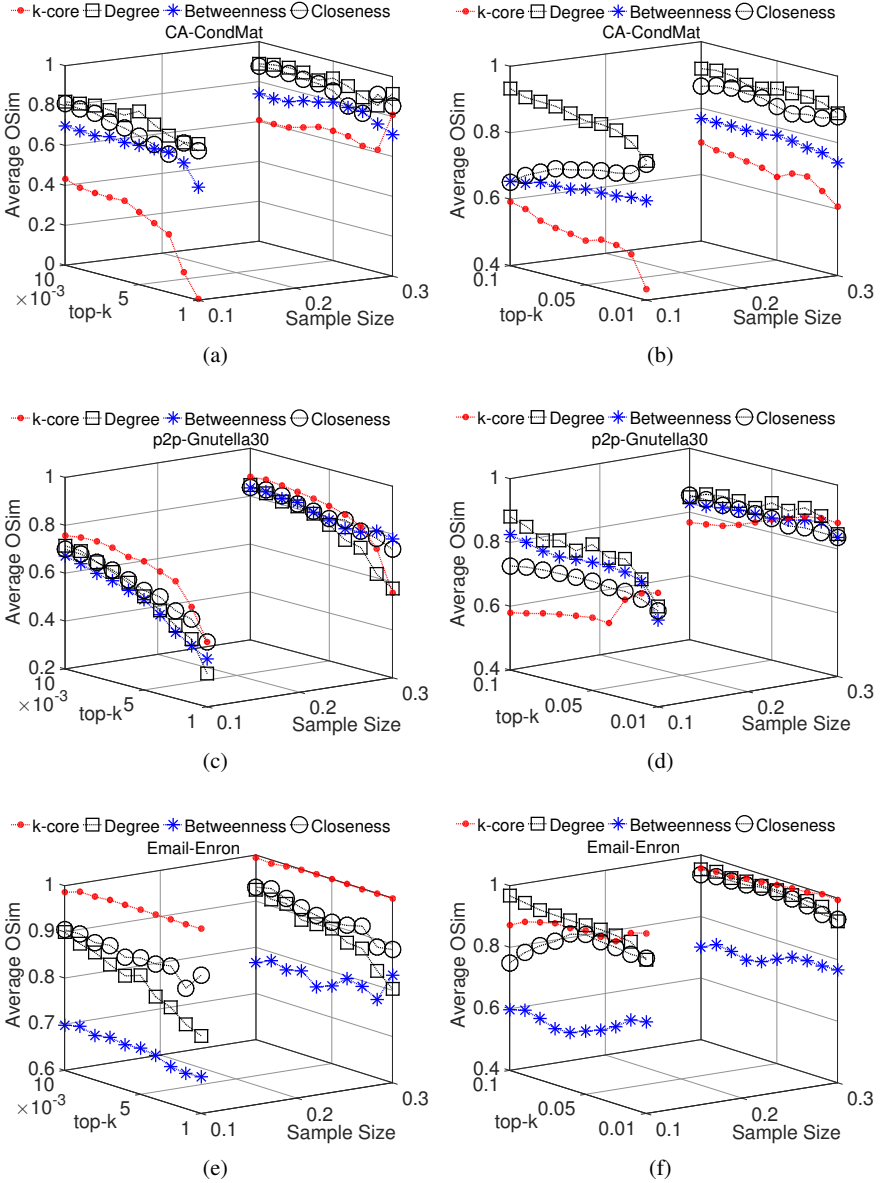 k-core Degree Betweenness Closeness
CA-CondMat
Average OSim
1
0.8
0.6
0.4
0.2
0
10
5
1
×10⁻³
top-k
0.1
0.2
0.3
Sample Size
(a)
k-core Degree Betweenness Closeness
CA-CondMat
Average OSim
1
0.8
0.6
0.4
0.1
0.05
0.01
top-k
0.1
0.2
0.3
Sample Size
(b)
k-core Degree Betweenness Closeness
p2p-Gnutella30
Average OSim
1
0.8
0.6
0.4
0.2
10
5
1
×10⁻³
top-k
0.1
0.2
0.3
Sample Size
(c)
k-core Degree Betweenness Closeness
p2p-Gnutella30
Average OSim
1
0.8
0.6
0.4
0.1
0.05
0.01
top-k
0.1
0.2
0.3
Sample Size
(d)
k-core Degree Betweenness Closeness
Email-Enron
Average OSim
1
0.9
0.8
0.7
0.6
10
5
1
×10⁻³
top-k
0.1
0.2
0.3
Sample Size
(e)
k-core Degree Betweenness Closeness
Email-Enron
Average OSim
1
0.8
0.6
0.4
0.1
0.05
0.01
top-k
0.1
0.2
0.3
Sample Size
(f)